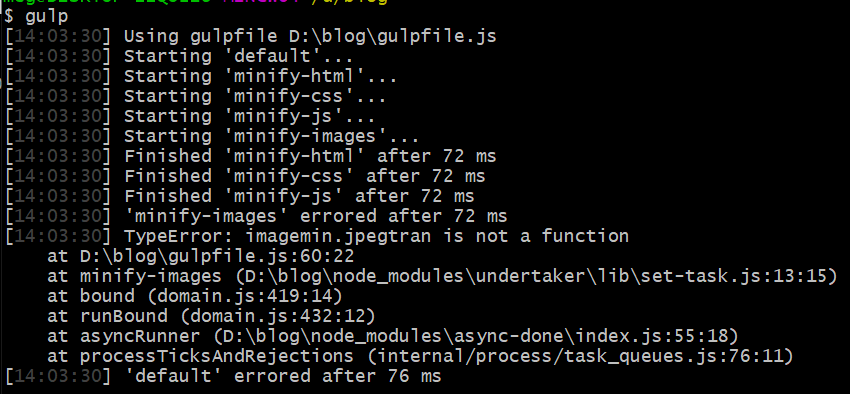 $ gulp
[14:03:30] Using gulpfile D:\blog\gulpfile.js
[14:03:30] Starting 'default'...
[14:03:30] Starting 'minify-html'...
[14:03:30] Starting 'minify-css'...
[14:03:30] Starting 'minify-js'...
[14:03:30] Starting 'minify-images'...
[14:03:30] Finished 'minify-html' after 72 ms
[14:03:30] Finished 'minify-css' after 72 ms
[14:03:30] Finished 'minify-js' after 72 ms
[14:03:30] 'minify-images' errored after 72 ms
[14:03:30] TypeError: imagemin.jpegtran is not a function
    at D:\blog\gulpfile.js:60:22
    at minify-images (D:\blog\node_modules\undertaker\lib\set-task.js:13:15)
    at bound (domain.js:419:14)
    at runBound (domain.js:432:12)
    at asyncRunner (D:\blog\node_modules\async-done\index.js:55:18)
    at processTicksAndRejections (internal/process/task_queues.js:76:11)
[14:03:30] 'default' errored after 76 ms